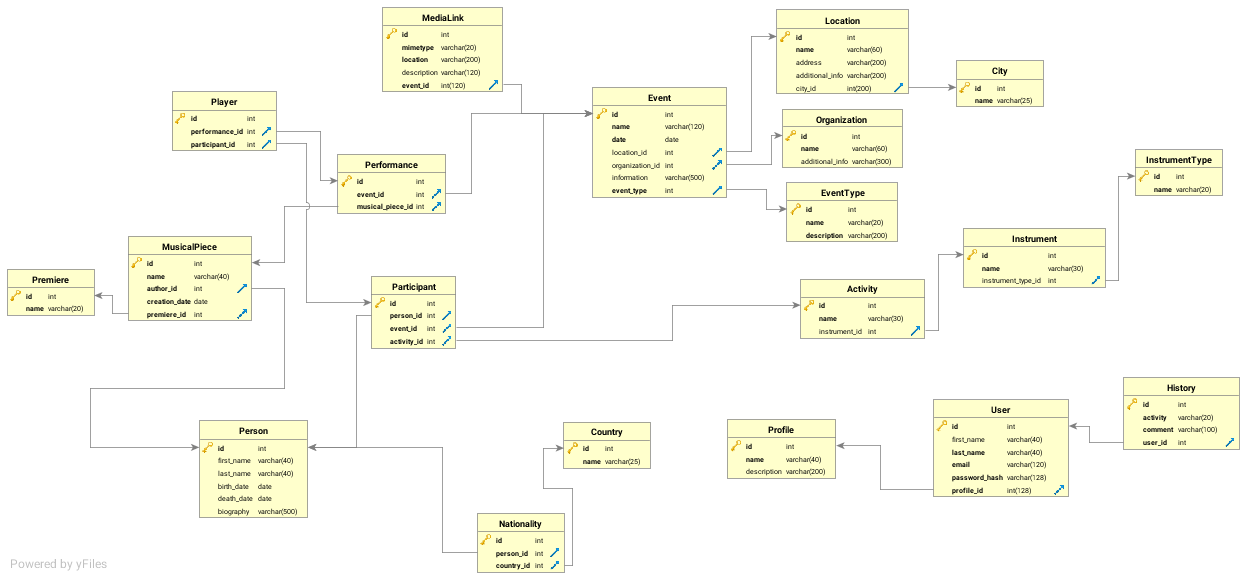 MediaLink
id int
mimetype varchar(20)
location varchar(200)
description varchar(120)
event_id int(120)
Location
id int
name varchar(60)
address varchar(200)
additional_info varchar(200)
city_id int(200)
City
id int
name varchar(25)
Player
id int
performance_id int
participant_id int
Event
id int
name varchar(120)
date date
location_id int
organization_id int
information varchar(500)
event_type int
Organization
id int
name varchar(60)
additional_info varchar(300)
Performance
id int
event_id int
musical_piece_id int
InstrumentType
id int
name varchar(20)
EventType
id int
name varchar(20)
description varchar(200)
MusicalPiece
id int
name varchar(40)
author_id int
creation_date date
premiere_id int
Instrument
id int
name varchar(30)
instrument_type_id int
Premiere
id int
name varchar(20)
Participant
id int
person_id int
event_id int
activity_id int
Activity
id int
name varchar(30)
instrument_id int
History
id int
activity varchar(20)
comment varchar(100)
user_id int
User
id int
first_name varchar(40)
last_name varchar(40)
email varchar(120)
password_hash varchar(128)
profile_id int(128)
Person
id int
first_name varchar(40)
last_name varchar(40)
birth_date date
death_date date
biography varchar(500)
Country
id int
name varchar(25)
Profile
id int
name varchar(40)
description varchar(200)
Nationality
id int
person_id int
country_id int
Powered by yFiles